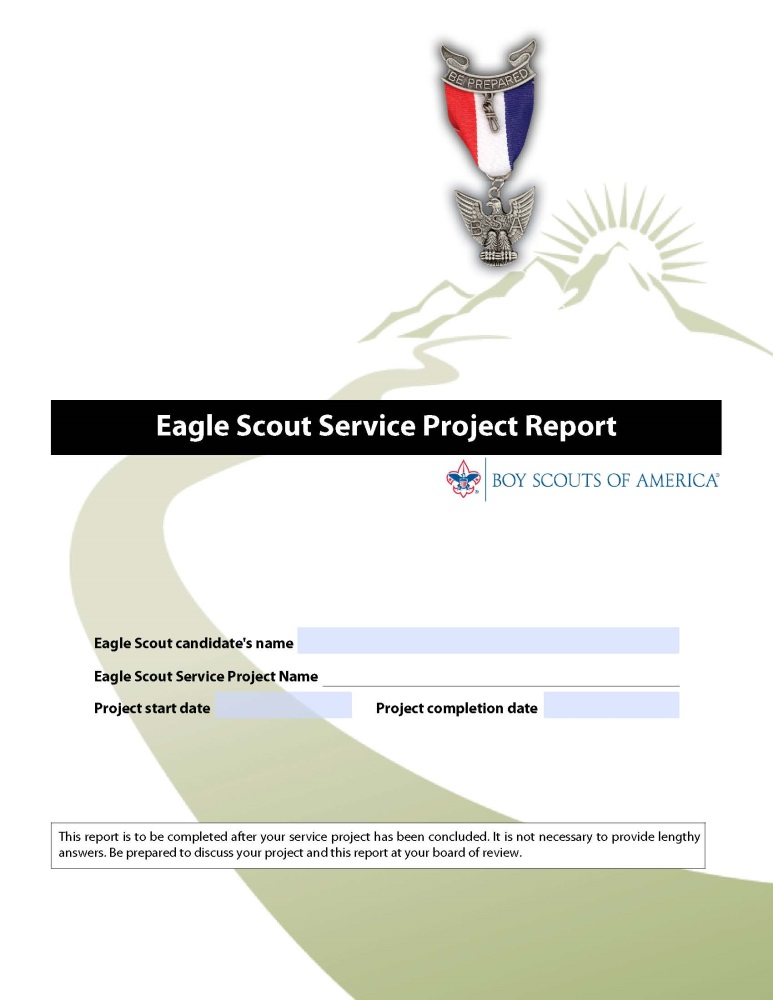 BE PREPARED
BSA
Eagle Scout Service Project Report
BOY SCOUTS OF AMERICA®
Eagle Scout candidate's name
Eagle Scout Service Project Name
Project start date Project completion date
This report is to be completed after your service project has been concluded. It is not necessary to provide lengthy
answers. Be prepared to discuss your project and this report at your board of review.